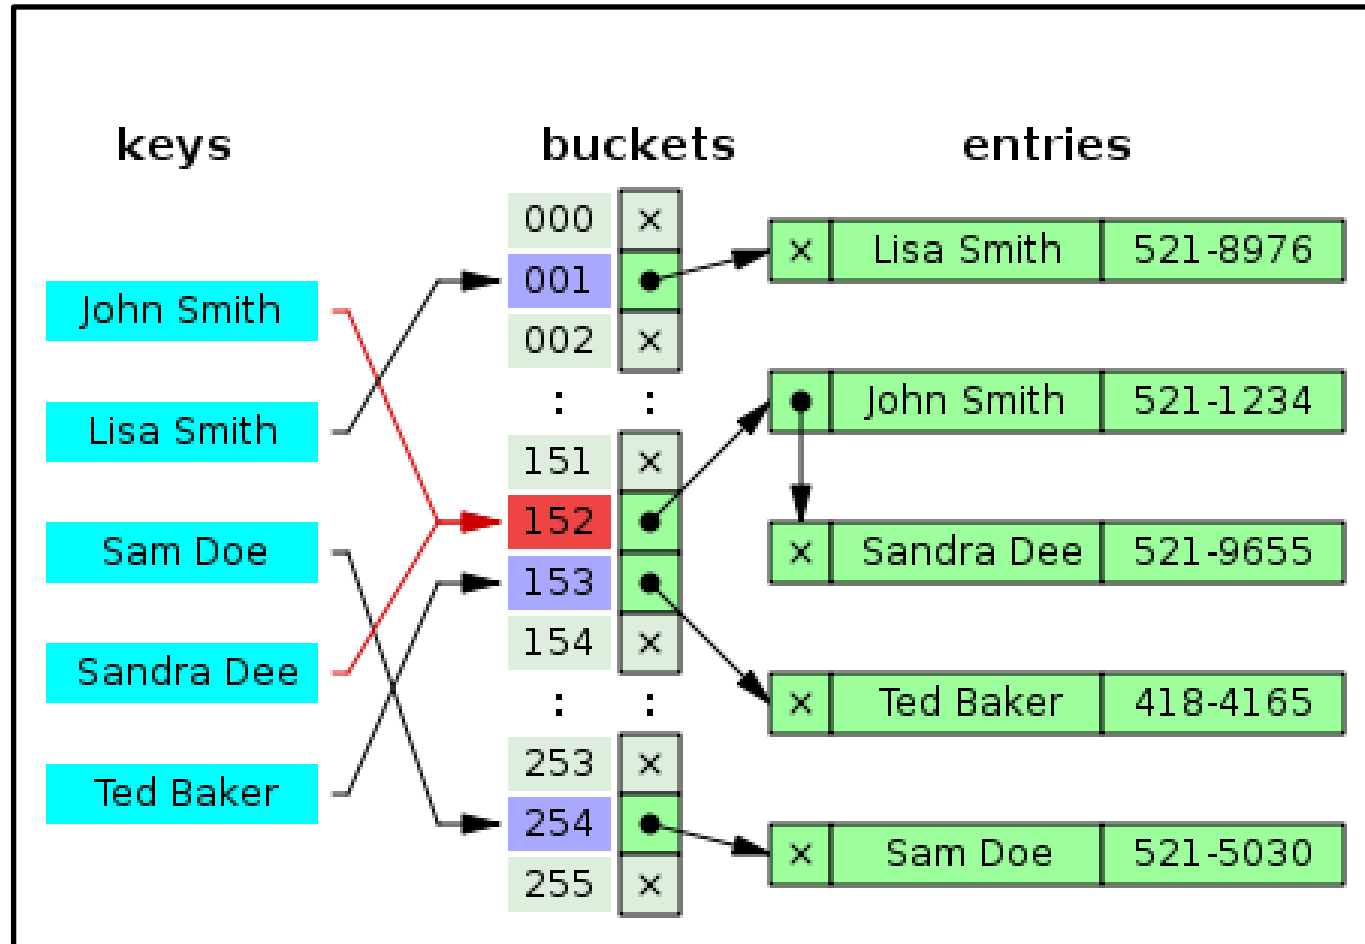 keys
buckets
entries
John Smith
Lisa Smith
Sam Doe
Sandra Dee
Ted Baker
000 ×
001
002 ×
: :
151 ×
152
153
154 ×
: :
253 ×
254
255 ×
× Lisa Smith 521-8976
John Smith 521-1234
× Sandra Dee 521-9655
× Ted Baker 418-4165
× Sam Doe 521-5030